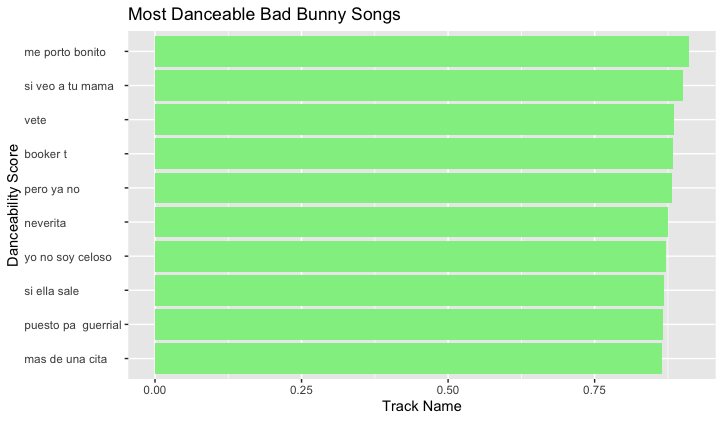 Most Danceable Bad Bunny Songs
Danceability Score
me porto bonito
si veo a tu mama
vete
booker t
pero ya no
neverita
yo no soy celoso
si ella sale
puesto pa  guerrial
mas de una cita
0.00 0.25 0.50 0.75
Track Name